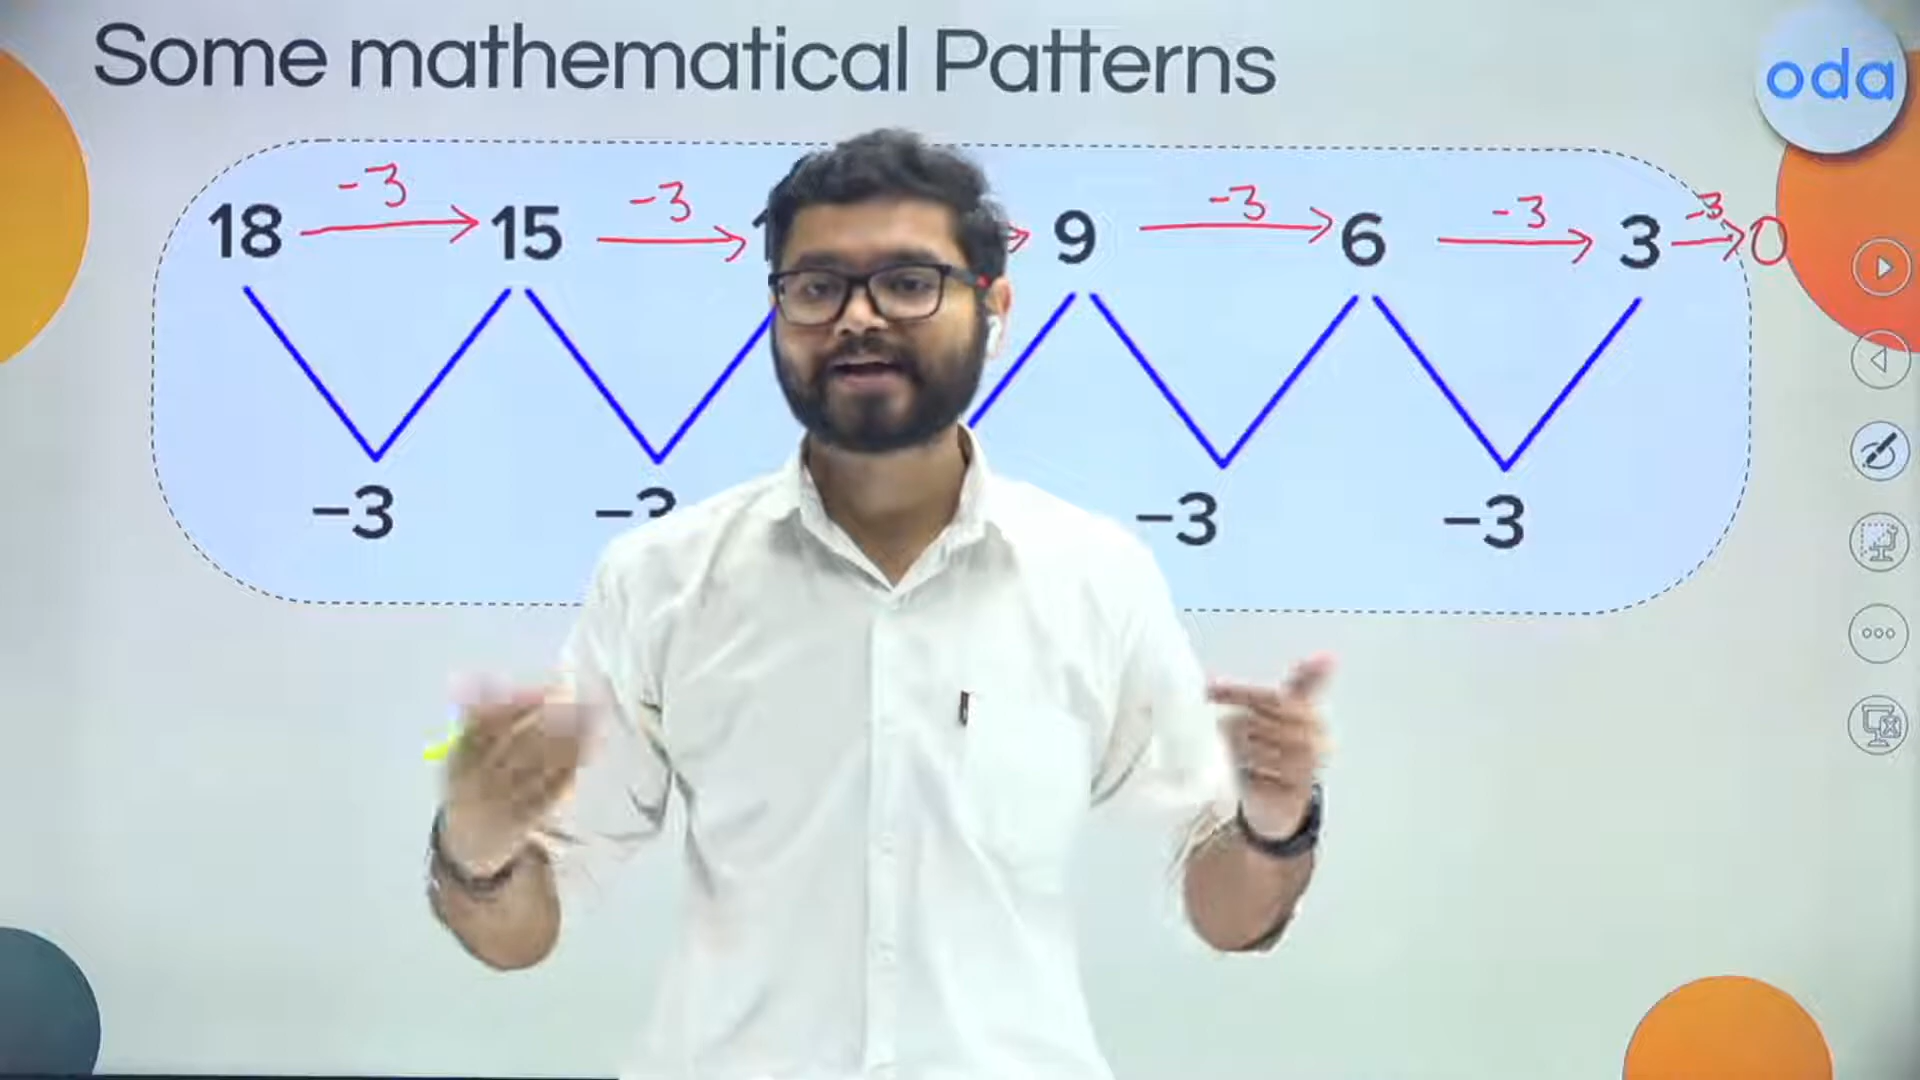 Some mathematical Patterns
oda
-3 -3 -3 -3 -3
18 15 9 6 3 0
-3 -3 -3